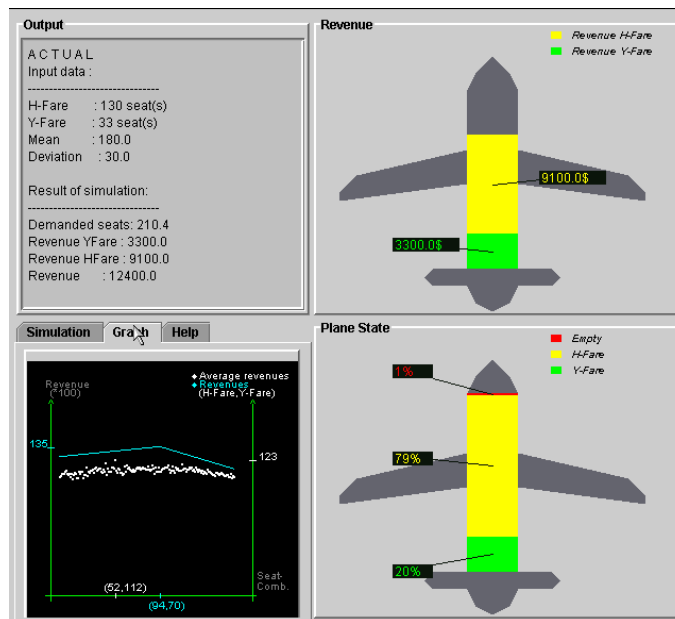 Output
A C T U A L
Input data :
-------------------------------
H-Fare : 130 seat(s)
Y-Fare : 33 seat(s)
Mean : 180.0
Deviation : 30.0
Result of simulation:
-------------------------------
Demanded seats: 210.4
Revenue YFare : 3300.0
Revenue HFare : 9100.0
Revenue : 12400.0
Revenue
Revenue H-Fare
Revenue Y-Fare
9100.0$
3300.0$
Simulation Graph Help
Average revenues
Revenue Revenues
(*100) (H-Fare,Y-Fare)
135
123
Seat-
(52,112) Comb.
(94,70)
Plane State
Empty
H-Fare
Y-Fare
1%
79%
20%